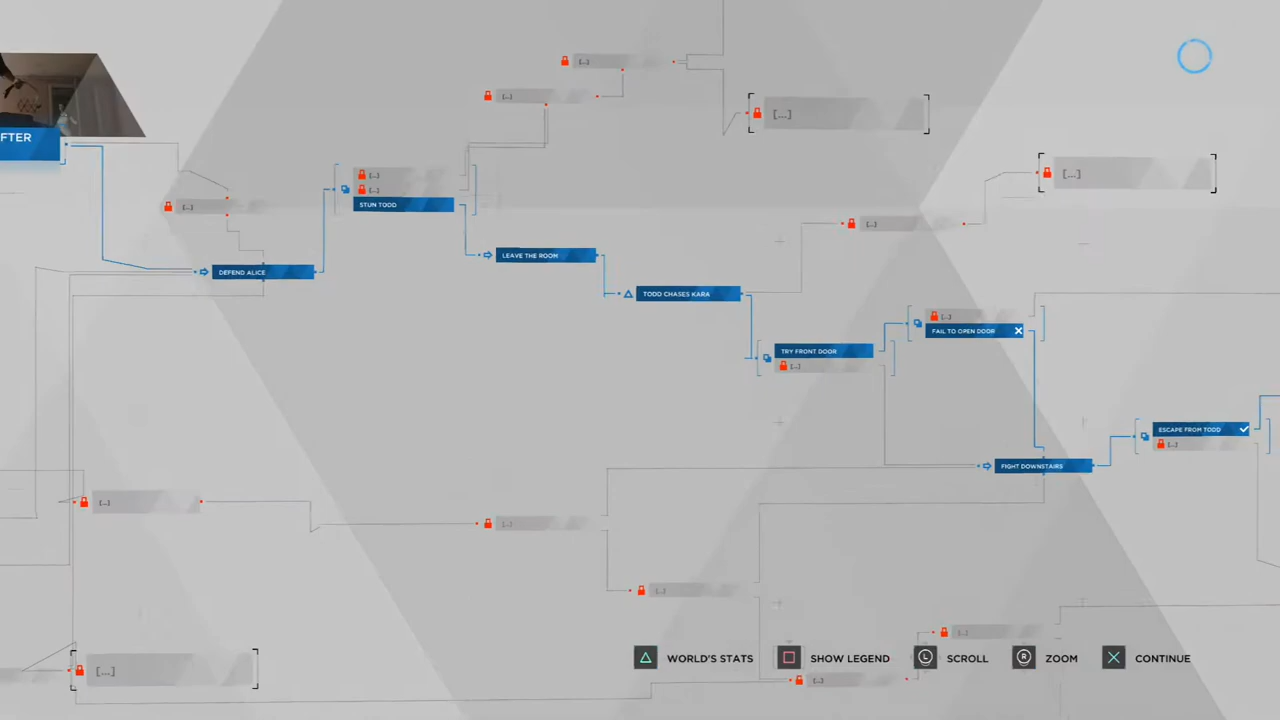 [...]
[...]
[...]
[...]
FTER
[...]
[...]
[...]
STUN TODD
[...]
[...]
LEAVE THE ROOM
DEFEND ALICE
TODD CHASES KARA
[...]
FAIL TO OPEN DOOR
TRY FRONT DOOR
[...]
ESCAPE FROM TODD
[...]
FIGHT DOWNSTAIRS
[...]
[...]
[...]
[...]
WORLD'S STATS
SHOW LEGEND
L SCROLL
R ZOOM
CONTINUE
[...]
[...]